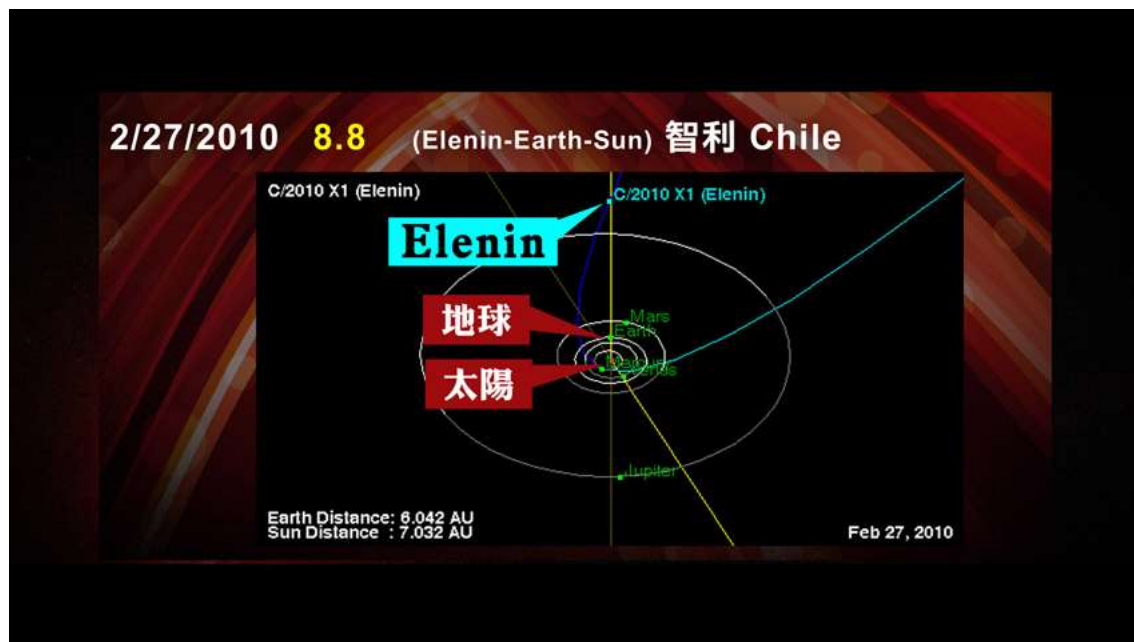 2/27/2010 8.8 (Elenin-Earth-Sun) 智利 Chile
C/2010 X1 (Elenin)
C/2010 X1 (Elenin)
Elenin
地球
Mars
Earth
太陽
Jupiter
Earth Distance: 6.042 AU
Sun Distance : 7.032 AU
Feb 27, 2010